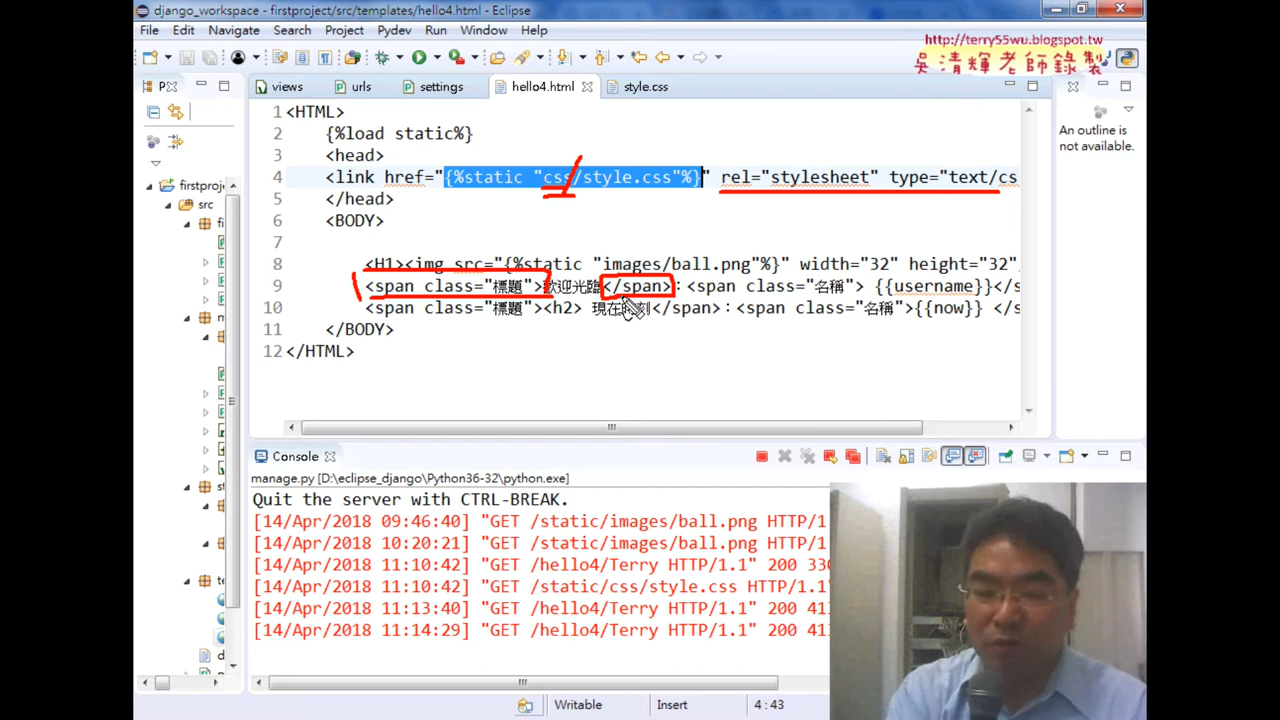 django_workspace - firstproject/src/templates/hello4.html - Eclipse
File Edit Navigate Search Project Pydev Run Window Help
http://terry55wu.blogspot.tw
吳清輝老師錄製
P views urls settings hello4.html style.css
1 <HTML>
2 {%load static%}
3 <head>
4 <link href="{%static "css/style.css"%}" rel="stylesheet" type="text/cs
5 </head>
6 <BODY>
7
8 <H1><img src="{%static "images/ball.png"%}" width="32" height="32"
9 <span class="標題">歡迎光臨</span>：<span class="名稱"> {{username}}</s
10 <span class="標題"><h2> 現在時刻</span>：<span class="名稱">{{now}} </s
11 </BODY>
12 </HTML>
An outline is not available.
firstproj
src
Console
manage.py [D:\eclipse_django\Python36-32\python.exe]
Quit the server with CTRL-BREAK.
[14/Apr/2018 09:46:40] "GET /static/images/ball.png HTTP/1
[14/Apr/2018 10:20:21] "GET /static/images/ball.png HTTP/1
[14/Apr/2018 11:10:42] "GET /hello4/Terry HTTP/1.1" 200 330
[14/Apr/2018 11:10:42] "GET /static/css/style.css HTTP/1.1"
[14/Apr/2018 11:13:40] "GET /hello4/Terry HTTP/1.1" 200 411
[14/Apr/2018 11:14:29] "GET /hello4/Terry HTTP/1.1" 200 411
Writable Insert 4 : 43